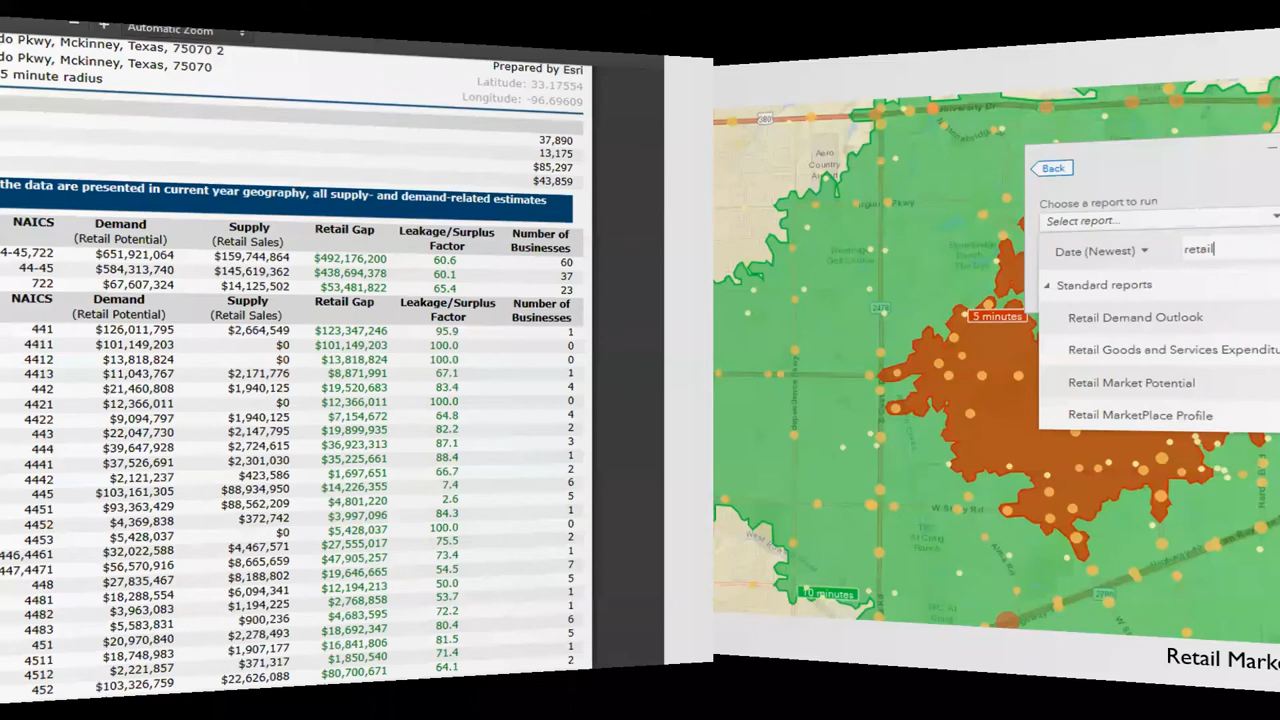 Automatic Zoom
do Pkwy, Mckinney, Texas, 75070 2
do Pkwy, Mckinney, Texas, 75070
5 minute radius
Prepared by Esri
Latitude: 33.17554
Longitude: -96.69609
37,890
13,175
$85,297
$43,859
the data are presented in current year geography, all supply- and demand-related estimates
NAICS Demand Supply Retail Gap Leakage/Surplus Number of
(Retail Potential) (Retail Sales) Factor Businesses
4-45,722 $651,921,064 $159,744,864 $492,176,200 60.6 60
44-45 $584,313,740 $145,619,362 $438,694,378 60.1 37
722 $67,607,324 $14,125,502 $53,481,822 65.4 23
NAICS Demand Supply Retail Gap Leakage/Surplus Number of
(Retail Potential) (Retail Sales) Factor Businesses
441 $126,011,795 $2,664,549 $123,347,246 95.9 1
4411 $101,149,203 $0 $101,149,203 100.0 0
4412 $13,818,824 $0 $13,818,824 100.0 0
4413 $11,043,767 $2,171,776 $8,871,991 67.1 1
442 $21,460,808 $1,940,125 $19,520,683 83.4 4
4421 $12,366,011 $0 $12,366,011 100.0 0
4422 $9,094,797 $1,940,125 $7,154,672 64.8 4
443 $22,047,730 $2,147,795 $19,899,935 82.2 2
444 $39,647,928 $2,724,615 $36,923,313 87.1 3
4441 $37,526,691 $2,301,030 $35,225,661 88.4 1
4442 $2,121,237 $423,586 $1,697,651 66.7 2
445 $103,161,305 $88,934,950 $14,226,355 7.4 6
4451 $93,363,429 $88,562,209 $4,801,220 2.6 5
4452 $4,369,838 $372,742 $3,997,096 84.3 1
4453 $5,428,037 $0 $5,428,037 100.0 0
446,4461 $32,022,588 $4,467,571 $27,555,017 75.5 2
447,4471 $56,570,916 $8,665,659 $47,905,257 73.4 1
448 $27,835,467 $8,188,802 $19,646,665 54.5 7
4481 $18,288,554 $6,094,341 $12,194,213 50.0 5
4482 $3,963,083 $1,194,225 $2,768,858 53.7 1
4483 $5,583,831 $900,236 $4,683,595 72.2 1
451 $20,970,840 $2,278,493 $18,692,347 80.4 6
4511 $18,748,983 $1,907,177 $16,841,806 81.5 5
4512 $2,221,857 $371,317 $1,850,540 71.4 1
452 $103,326,759 $22,626,088 $80,700,671 64.1 2
380
University Dr
Aero
Country
2478
5 minutes
W Stacy Rd
Alma Rd
10 minutes
Back
Choose a report to run
Select report...
Date (Newest) retail
Standard reports
Retail Demand Outlook
Retail Goods and Services Expenditu
Retail Market Potential
Retail MarketPlace Profile
Retail Marke